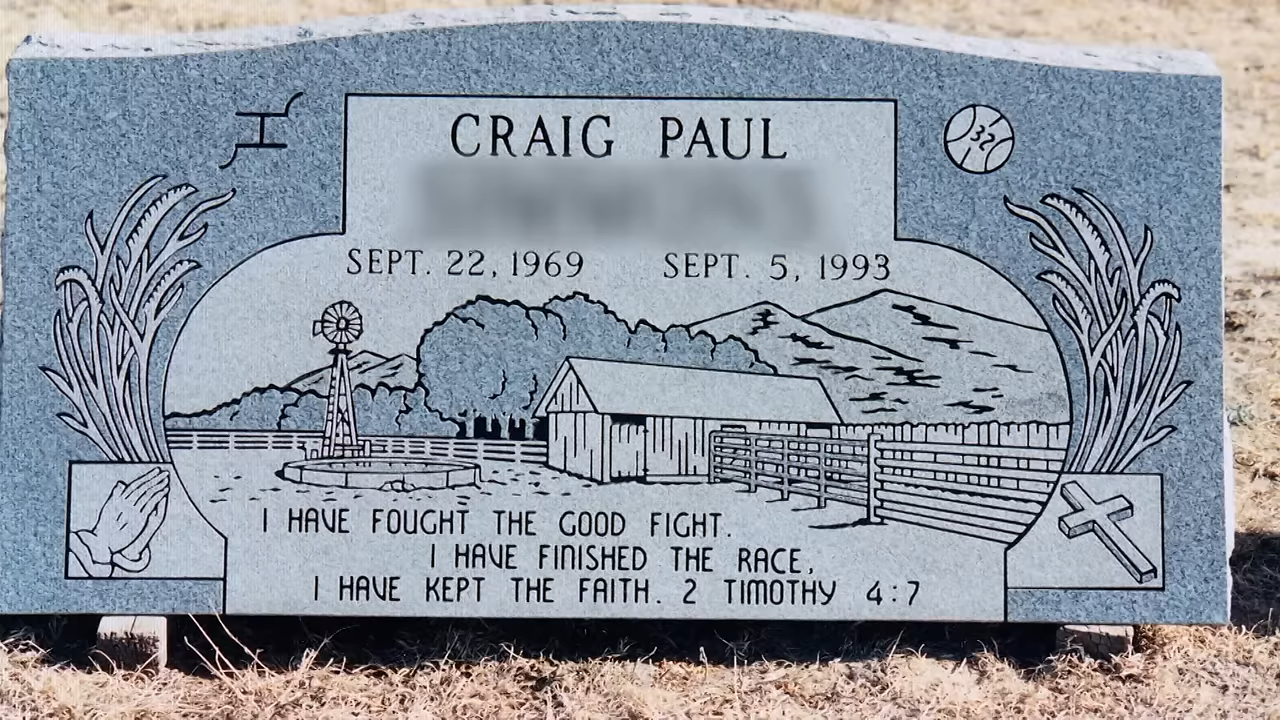 CRAIG PAUL
32
SEPT. 22, 1969 SEPT. 5, 1993
I HAVE FOUGHT THE GOOD FIGHT.
I HAVE FINISHED THE RACE,
I HAVE KEPT THE FAITH. 2 TIMOTHY 4:7